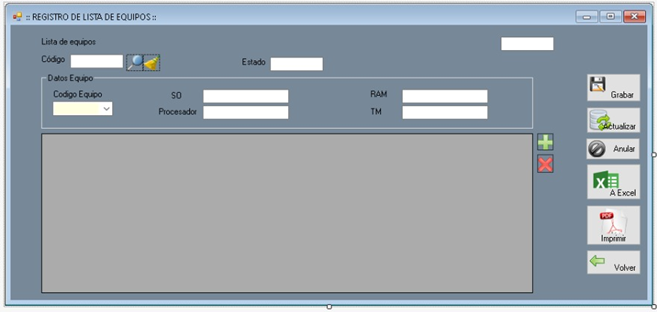 :: REGISTRO DE LISTA DE EQUIPOS ::
Lista de equipos
Código
Estado
Datos Equipo
Codigo Equipo
SO
RAM
Procesador
TM
Grabar
Actualizar
Anular
A Excel
PDF
Imprimir
Volver